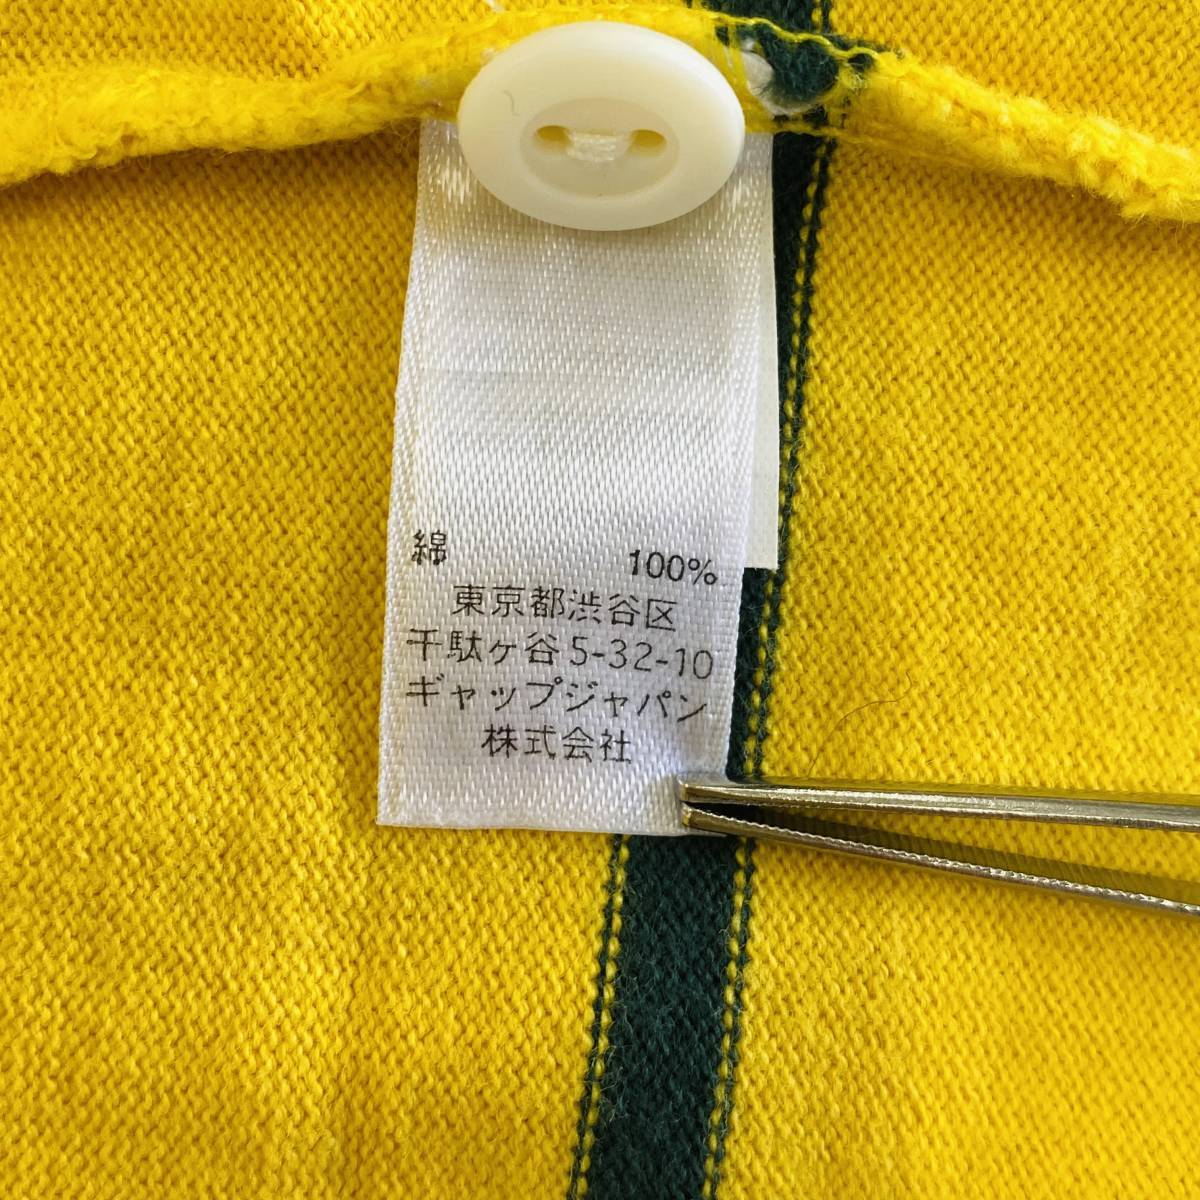 綿 100%
東京都渋谷区
千駄ヶ谷5-32-10
ギャップジャパン
株式会社